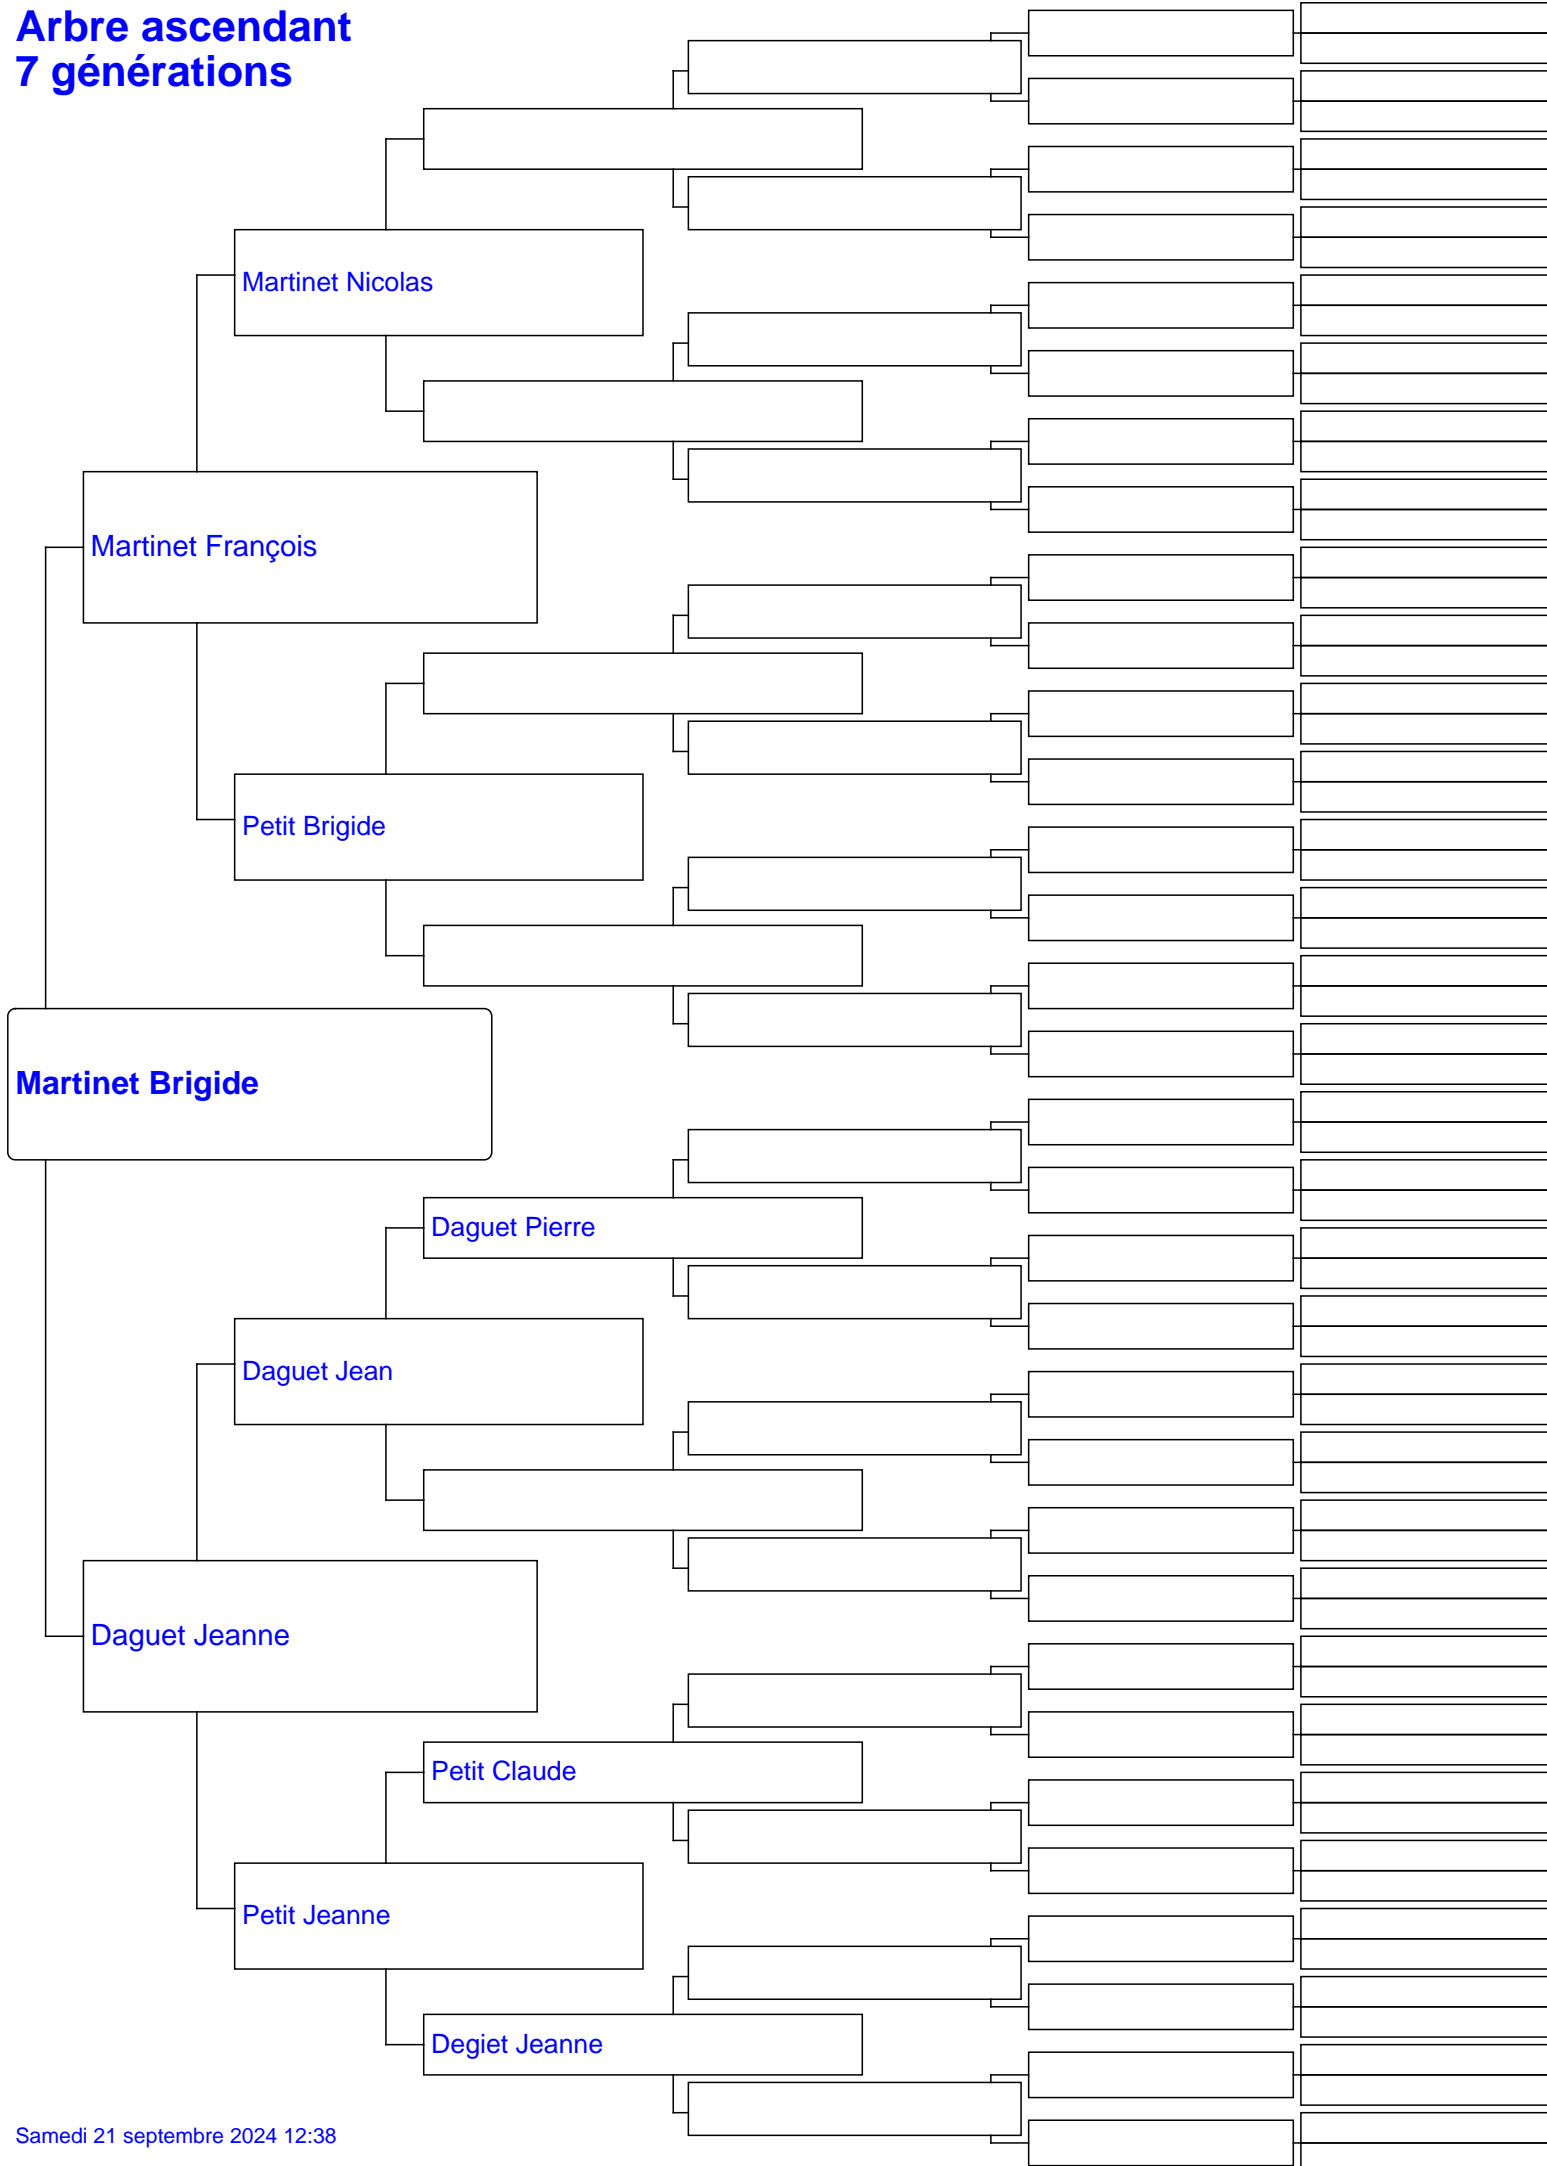 Arbre ascendant
7 générations
Martinet Nicolas
Martinet François
Petit Brigide
Martinet Brigide
Daguet Pierre
Daguet Jean
Daguet Jeanne
Petit Claude
Petit Jeanne
Degiet Jeanne
Samedi 21 septembre 2024 12:38